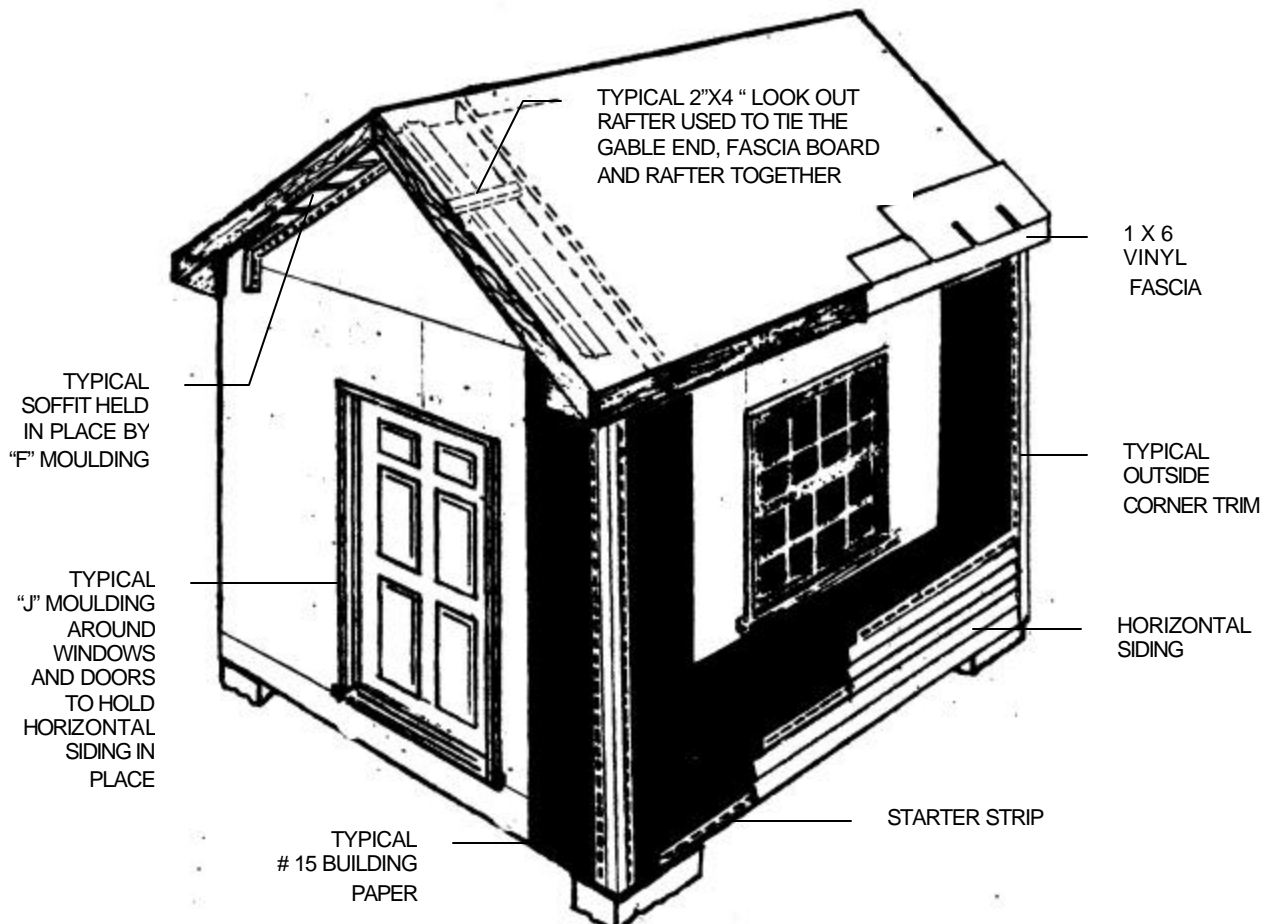 TYPICAL 2”X4 “ LOOK OUT
RAFTER USED TO TIE THE
GABLE END, FASCIA BOARD
AND RAFTER TOGETHER
1 X 6
VINYL
FASCIA
TYPICAL
SOFFIT HELD
IN PLACE BY
“F” MOULDING
TYPICAL
OUTSIDE
CORNER TRIM
TYPICAL
“J” MOULDING
AROUND
WINDOWS
AND DOORS
TO HOLD
HORIZONTAL
SIDING IN
PLACE
HORIZONTAL
SIDING
STARTER STRIP
TYPICAL
# 15 BUILDING
PAPER